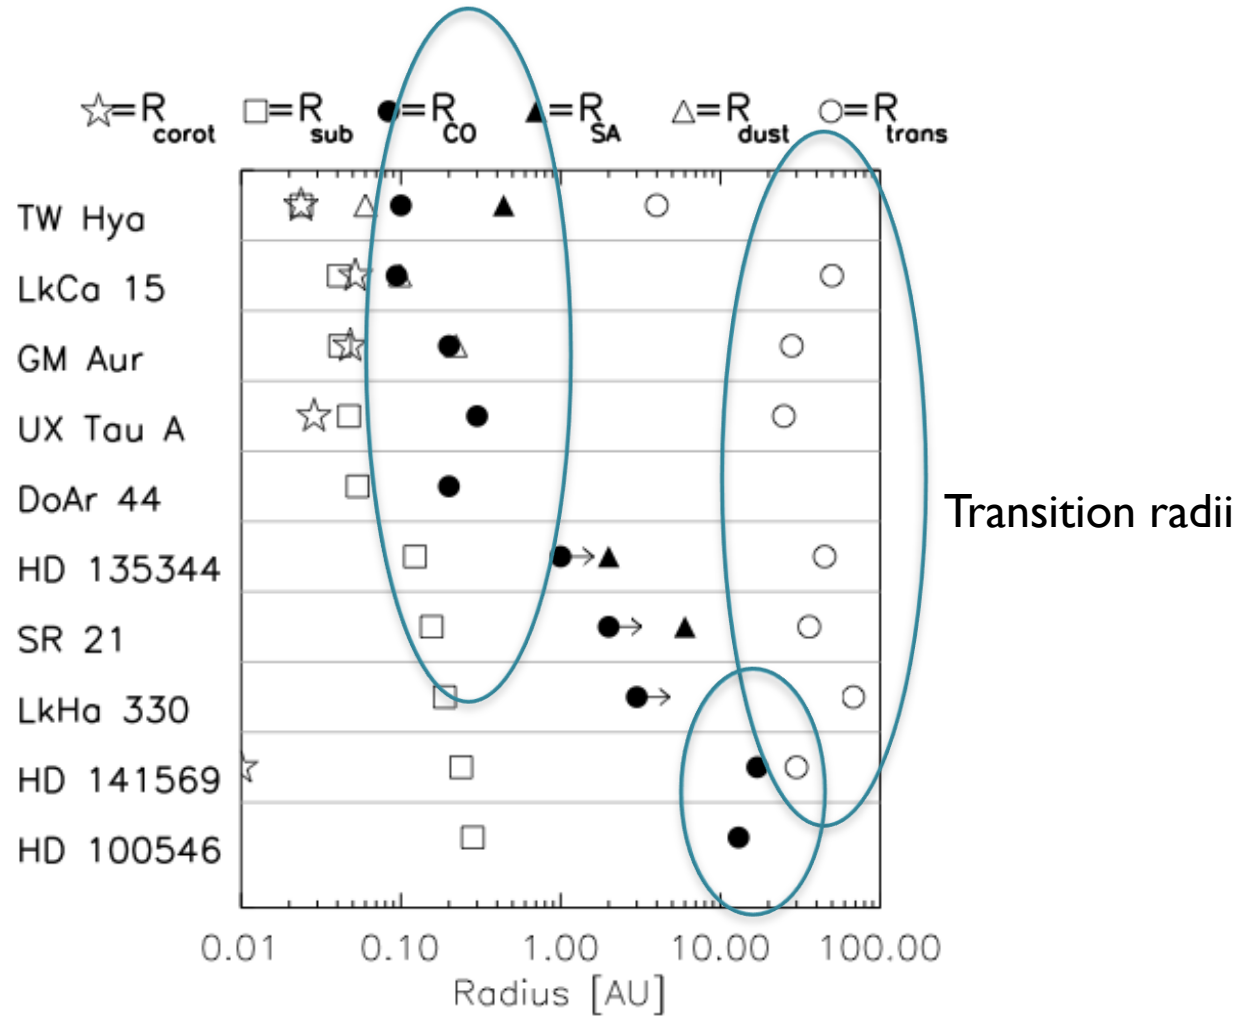 ☆=R_corot □=R_sub ●=R_CO ▲=R_SA △=R_dust ○=R_trans
TW Hya
LkCa 15
GM Aur
UX Tau A
DoAr 44
Transition radii
HD 135344
SR 21
LkHa 330
HD 141569
HD 100546
0.01 0.10 1.00 10.00 100.00
Radius [AU]